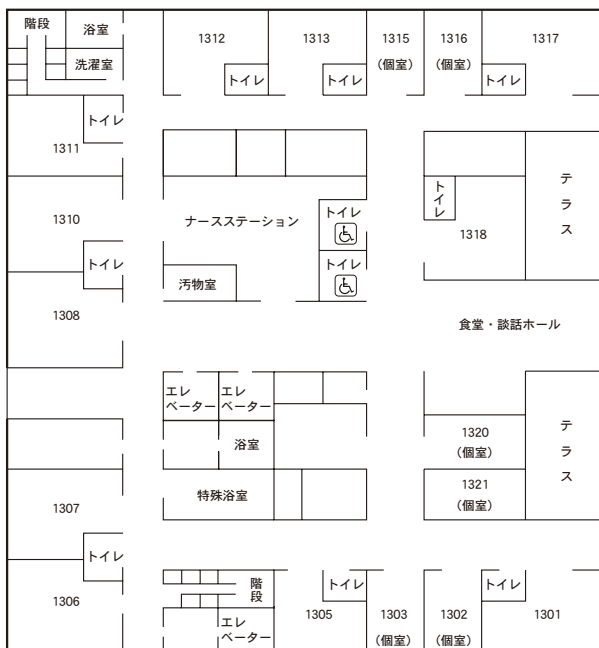 階段
浴室
洗濯室
1312
トイレ
1313
トイレ
1315
(個室)
1316
(個室)
1317
トイレ
トイレ
1311
1310
トイレ
1308
ナースステーション
トイレ
トイレ
汚物室
トイレ
1318
テラス
食堂・談話ホール
エレ
ベーター
エレ
ベーター
浴室
特殊浴室
1320
(個室)
1321
(個室)
テラス
1307
トイレ
1306
階段
エレ
ベーター
トイレ
1305
1303
(個室)
1302
(個室)
トイレ
1301